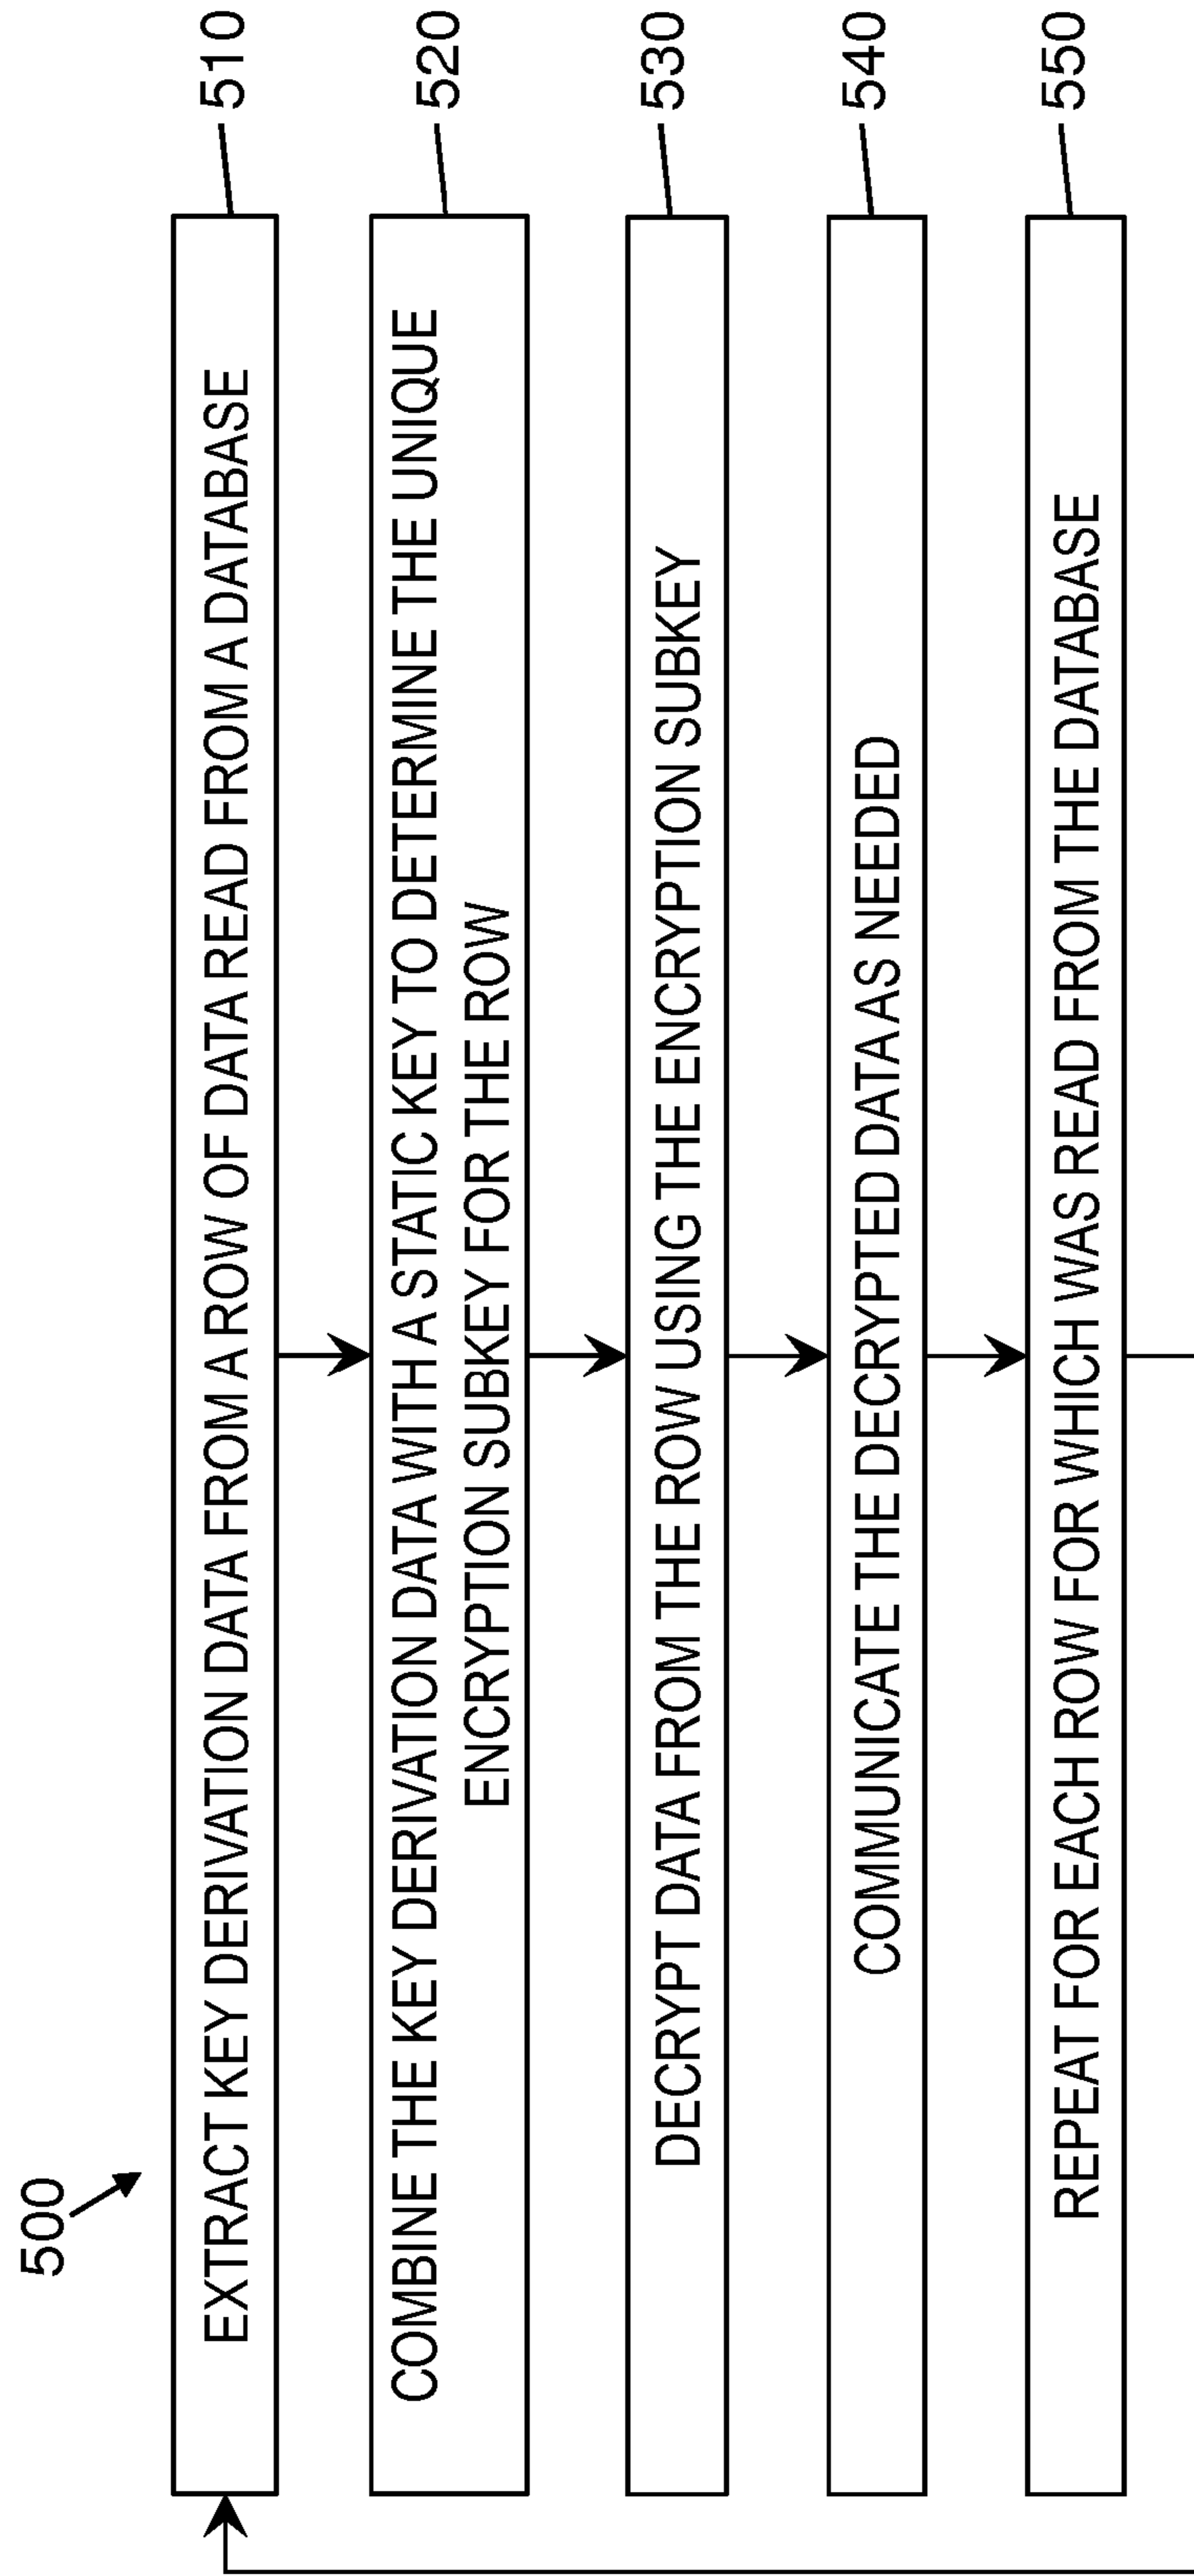 500
EXTRACT KEY DERIVATION DATA FROM A ROW OF DATA READ FROM A DATABASE
510
COMBINE THE KEY DERIVATION DATA WITH A STATIC KEY TO DETERMINE THE UNIQUE
ENCRYPTION SUBKEY FOR THE ROW
520
DECRYPT DATA FROM THE ROW USING THE ENCRYPTION SUBKEY
530
COMMUNICATE THE DECRYPTED DATA AS NEEDED
540
REPEAT FOR EACH ROW FOR WHICH WAS READ FROM THE DATABASE
550